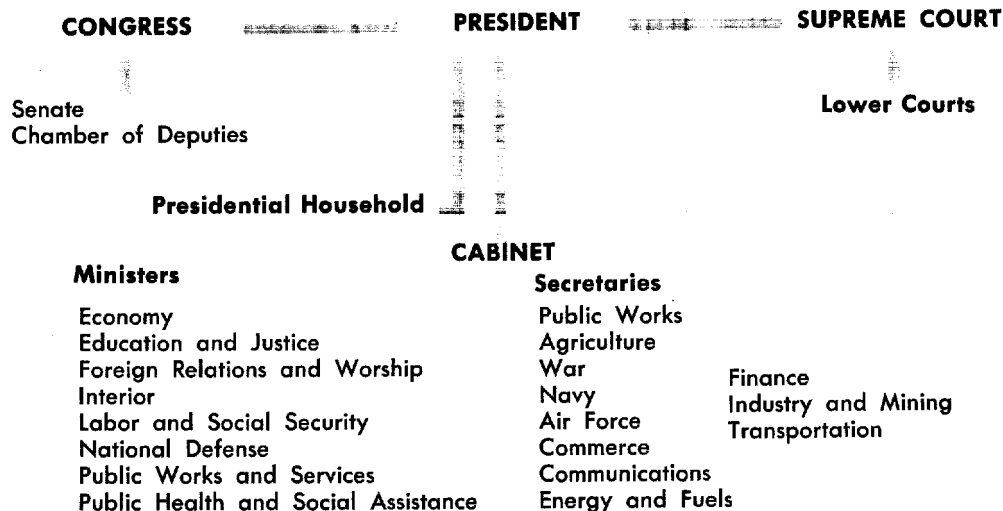 CONGRESS PRESIDENT SUPREME COURT
Senate
Chamber of Deputies
Lower Courts
Presidential Household
CABINET
Ministers
Economy
Education and Justice
Foreign Relations and Worship
Interior
Labor and Social Security
National Defense
Public Works and Services
Public Health and Social Assistance
Secretaries
Public Works
Agriculture
War
Navy
Air Force
Commerce
Communications
Energy and Fuels
Finance
Industry and Mining
Transportation